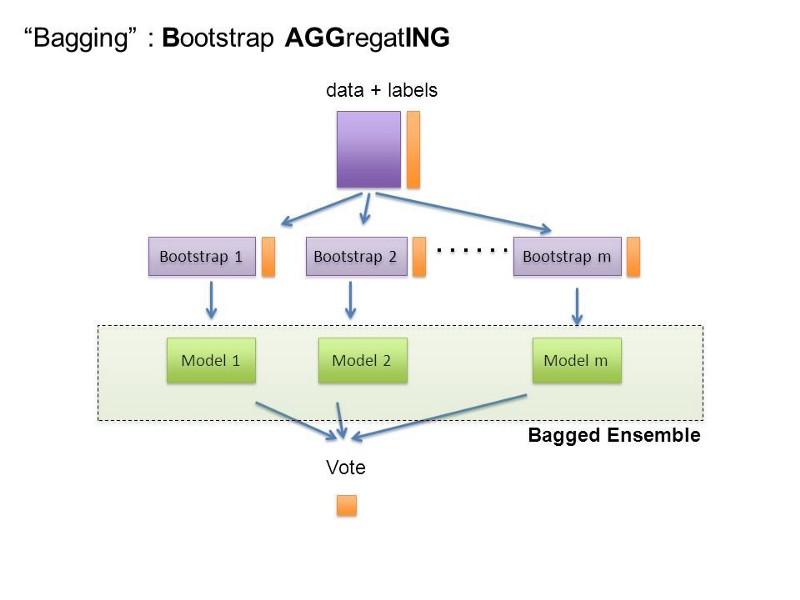 “Bagging” : Bootstrap AGGregatING
data + labels
Bootstrap 1
Bootstrap 2
......
Bootstrap m
Model 1
Model 2
Model m
Bagged Ensemble
Vote